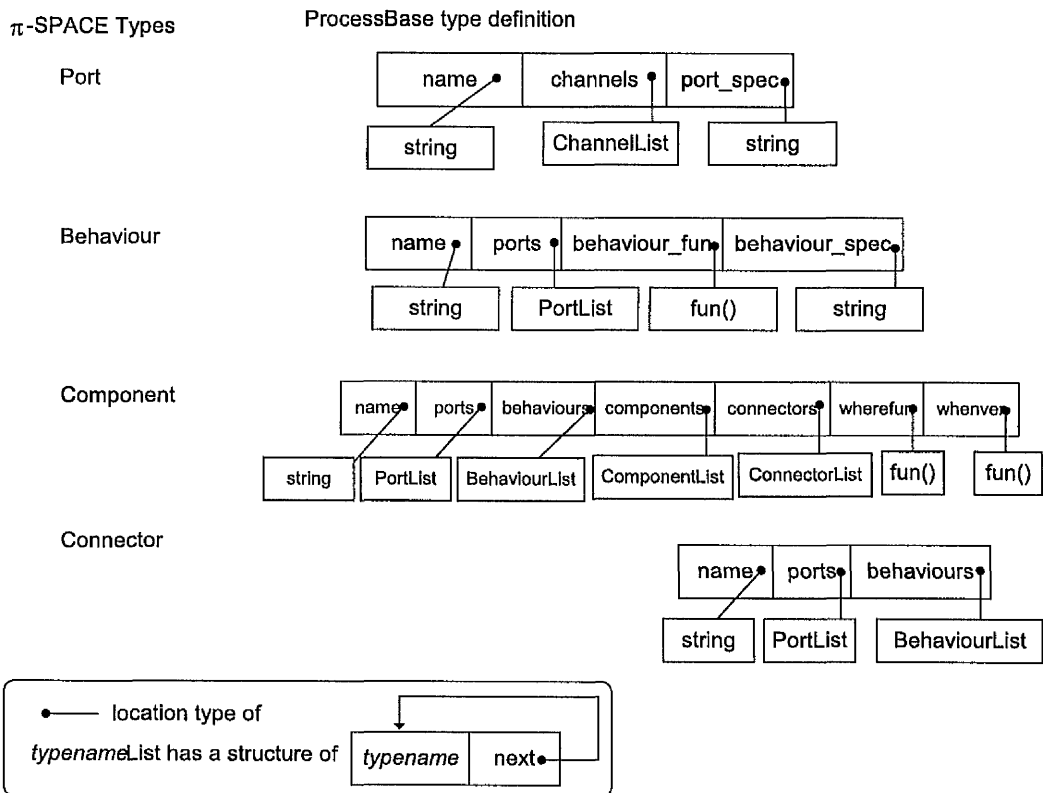 π-SPACE Types
ProcessBase type definition
Port
name channels port_spec
string ChannelList string
Behaviour
name ports behaviour_fun behaviour_spec
string PortList fun() string
Component
name ports behaviours components connectors wherefun whenver
string PortList BehaviourList ComponentList ConnectorList fun() fun()
Connector
name ports behaviours
string PortList BehaviourList
location type of
typenameList has a structure of typename next